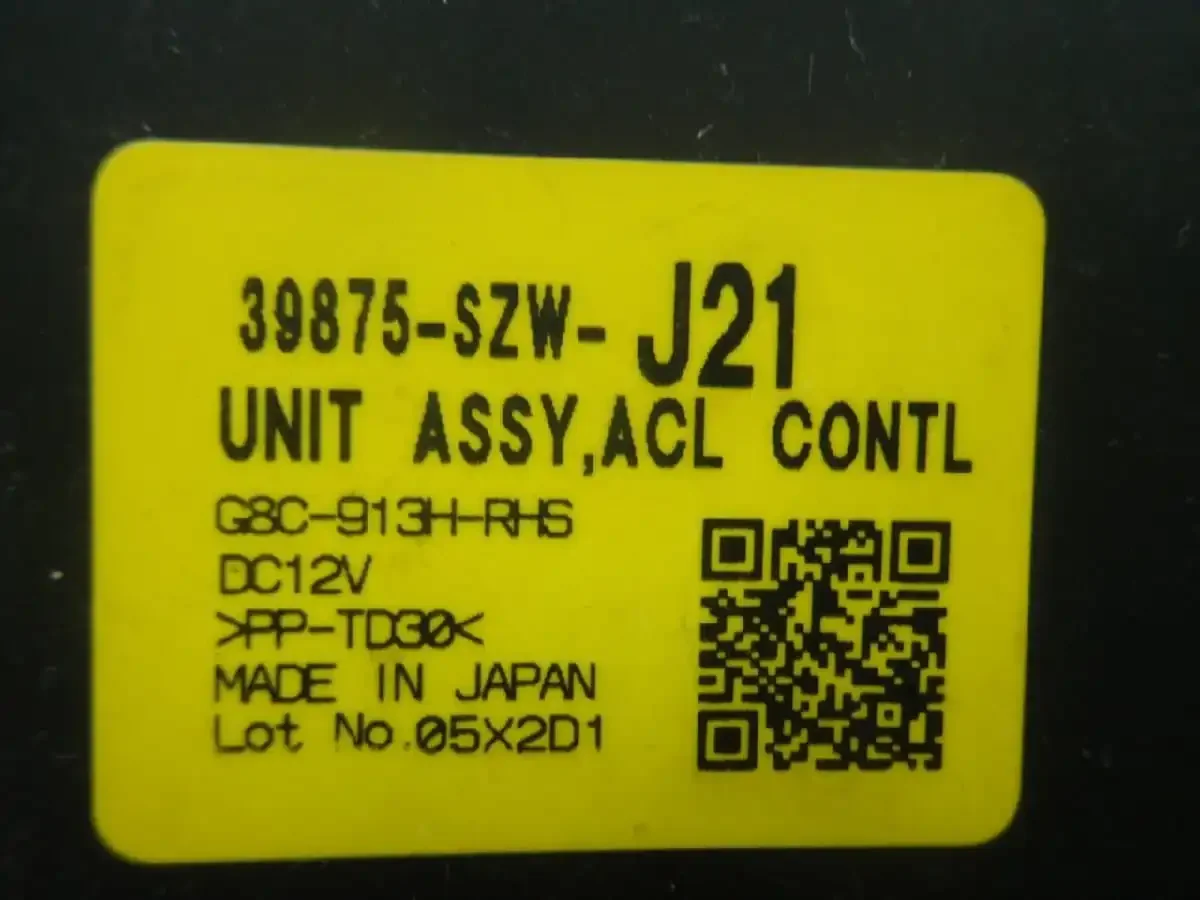 39875-SZW-J21
UNIT ASSY,ACL CONTL
G8C-913H-RHS
DC12V
>PP-TD30<
MADE IN JAPAN
Lot No.05X2D1